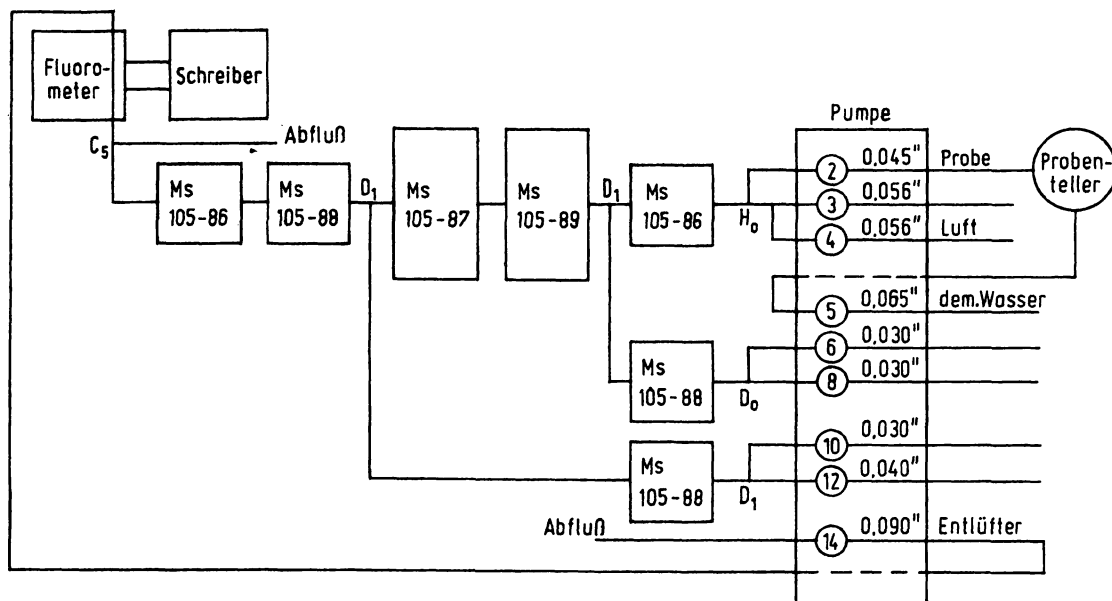 Fluoro-
meter
Schreiber
C₅
Abfluß
Ms
105-86
Ms
105-88
D₁
Ms
105-87
Ms
105-89
D₁
Ms
105-86
H₀
Pumpe
2 0,045" Probe
Proben-
teller
3 0,056"
4 0,056" Luft
5 0,065" dem.Wasser
6 0,030"
Ms
105-88
D₀
8 0,030"
10 0,030"
Ms
105-88
D₁
12 0,040"
Abfluß
14 0,090" Entlüfter